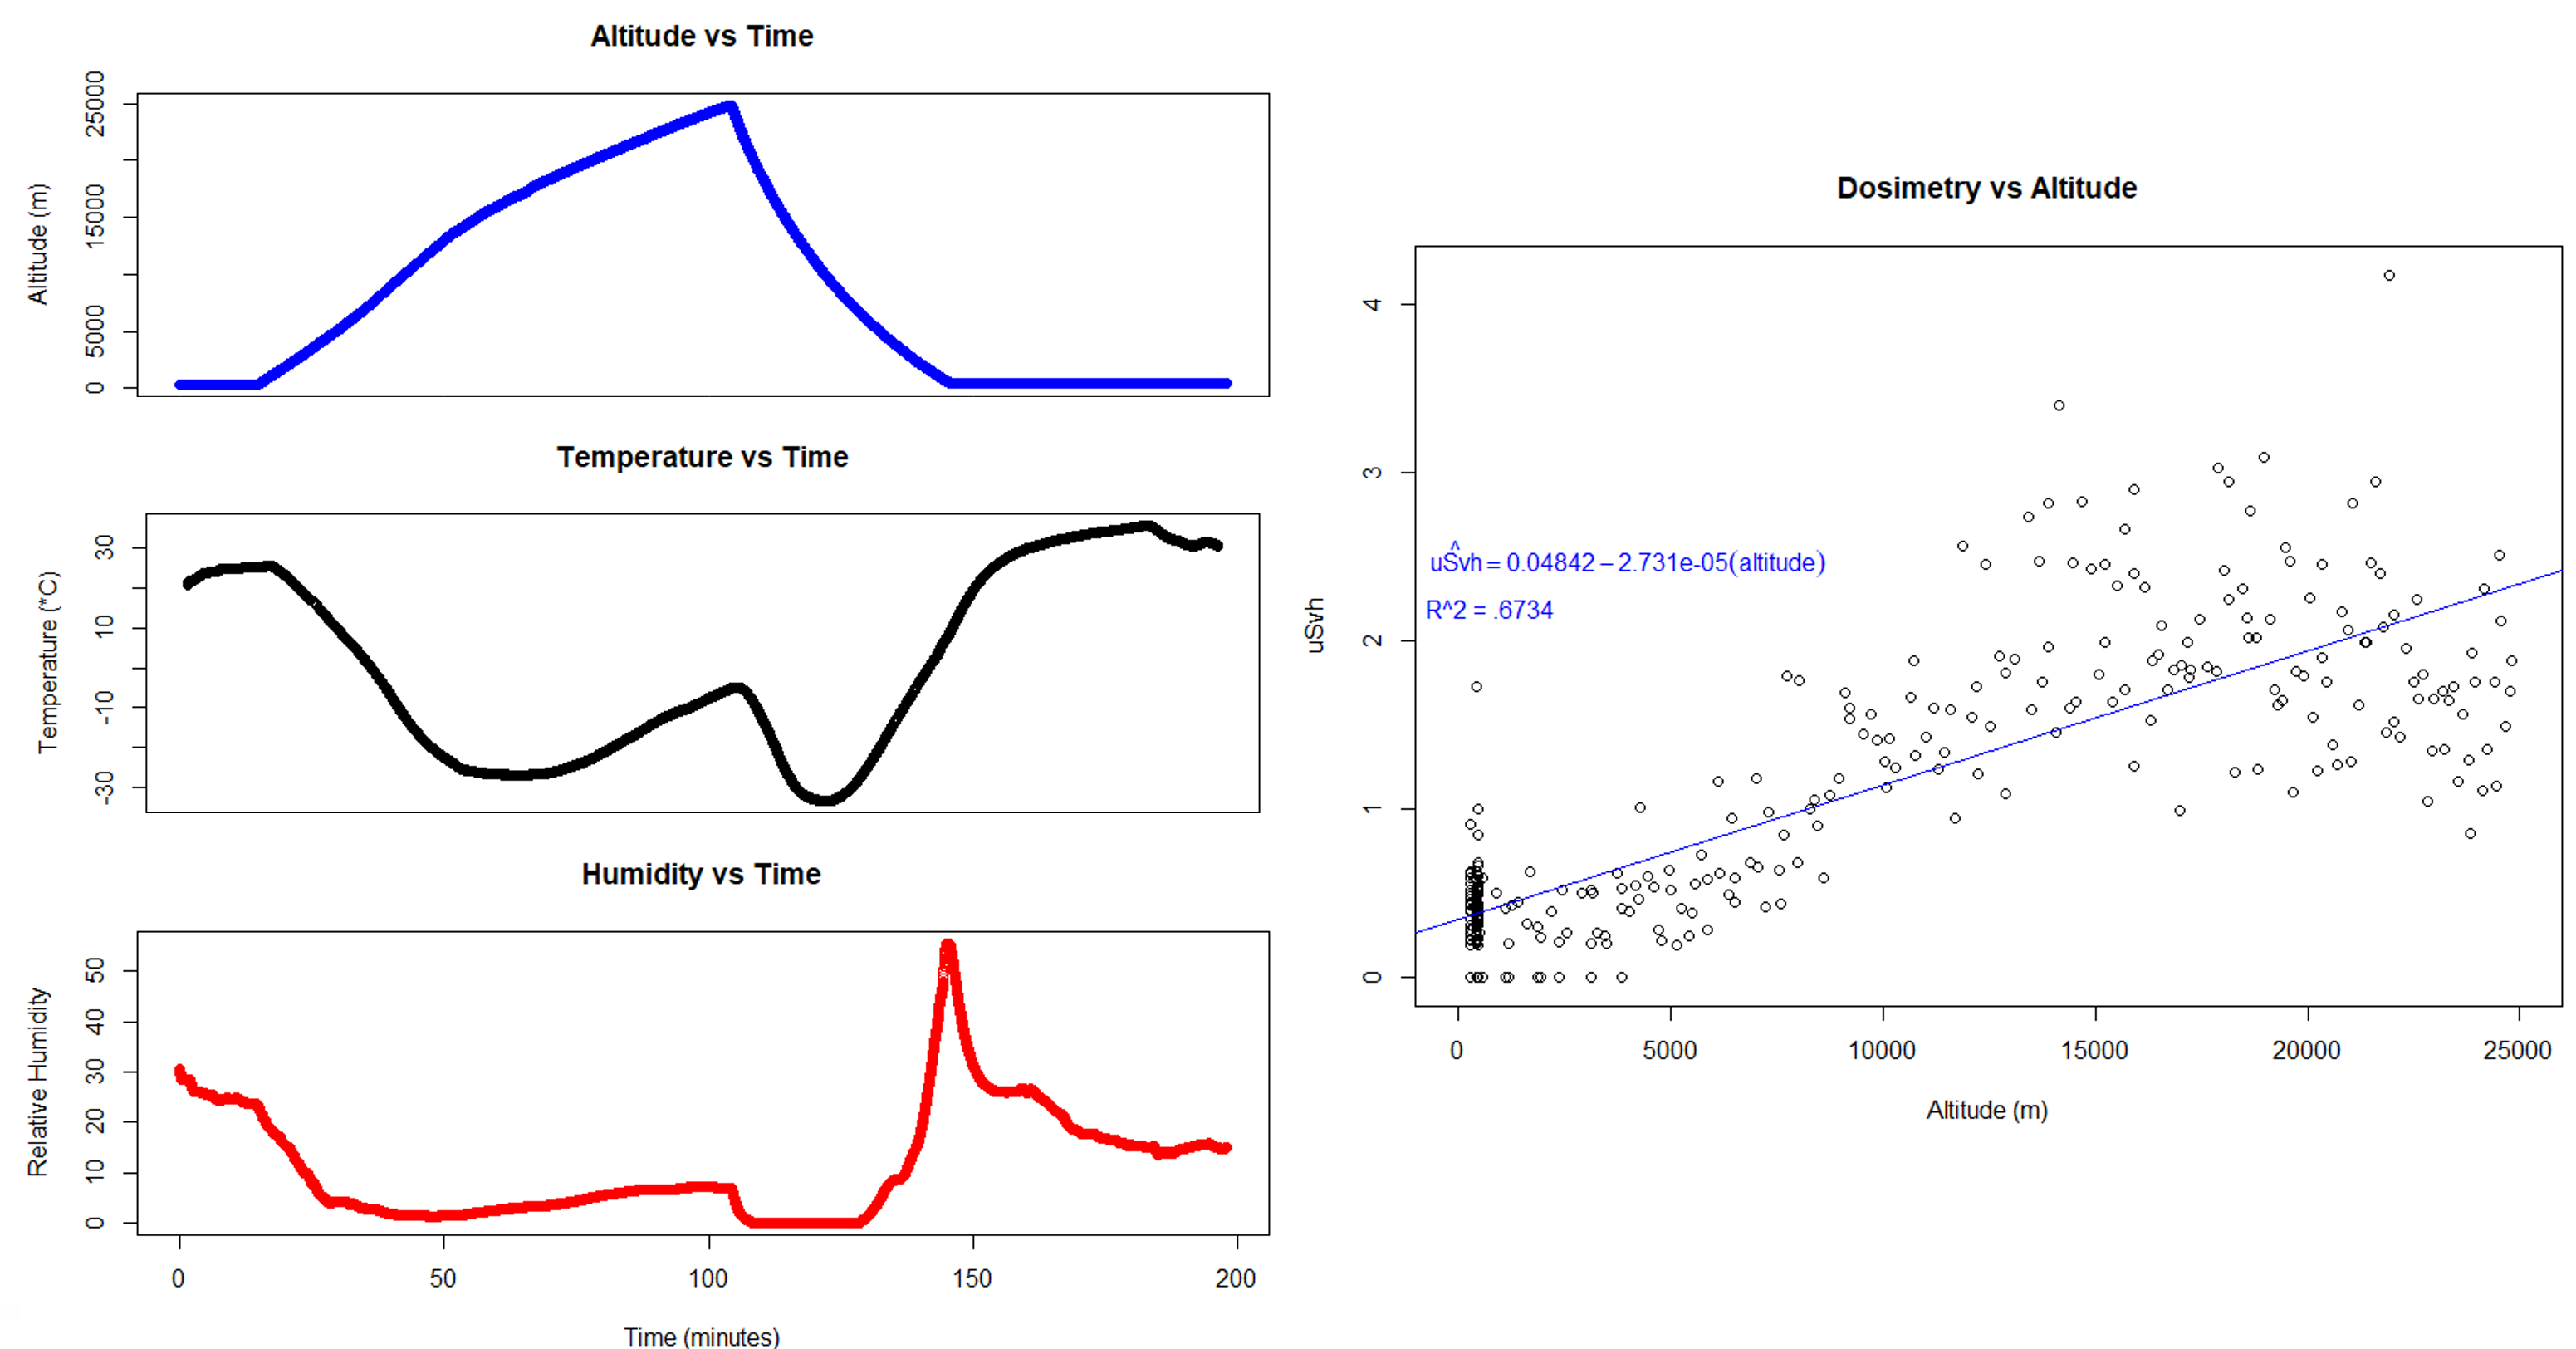 Altitude vs Time
Altitude (m)
25000
15000
5000
0
Temperature vs Time
Temperature (*C)
30
10
-10
-30
Humidity vs Time
Relative Humidity
50
40
30
20
10
0
0 50 100 150 200
Time (minutes)
Dosimetry vs Altitude
uSvh
4
3
2
1
0
uSv̂h = 0.04842 – 2.731e-05(altitude)
R^2 = .6734
0 5000 10000 15000 20000 25000
Altitude (m)